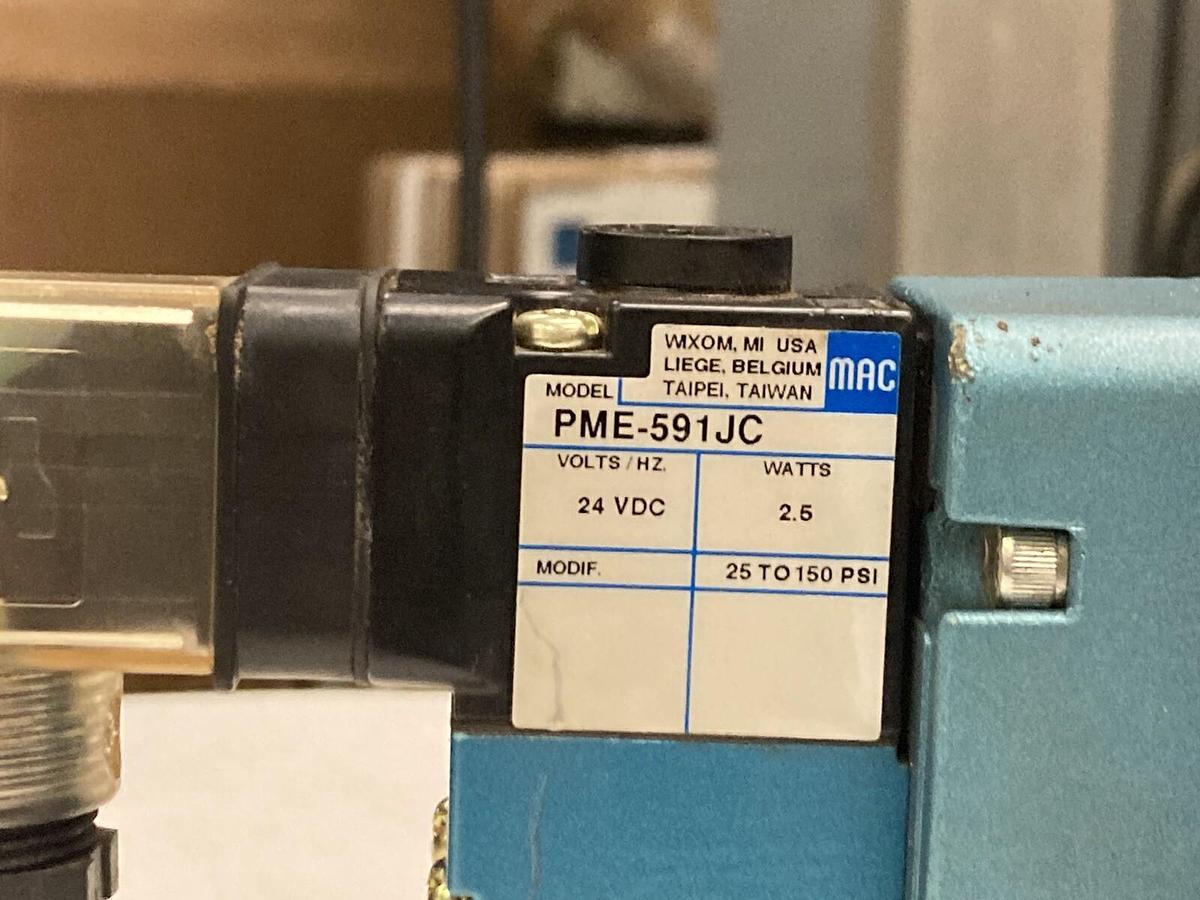 WIXOM, MI USA
LIEGE, BELGIUM
TAIPEI, TAIWAN
MAC
MODEL
PME-591JC
VOLTS / HZ.
WATTS
24 VDC
2.5
MODIF.
25 TO 150 PSI